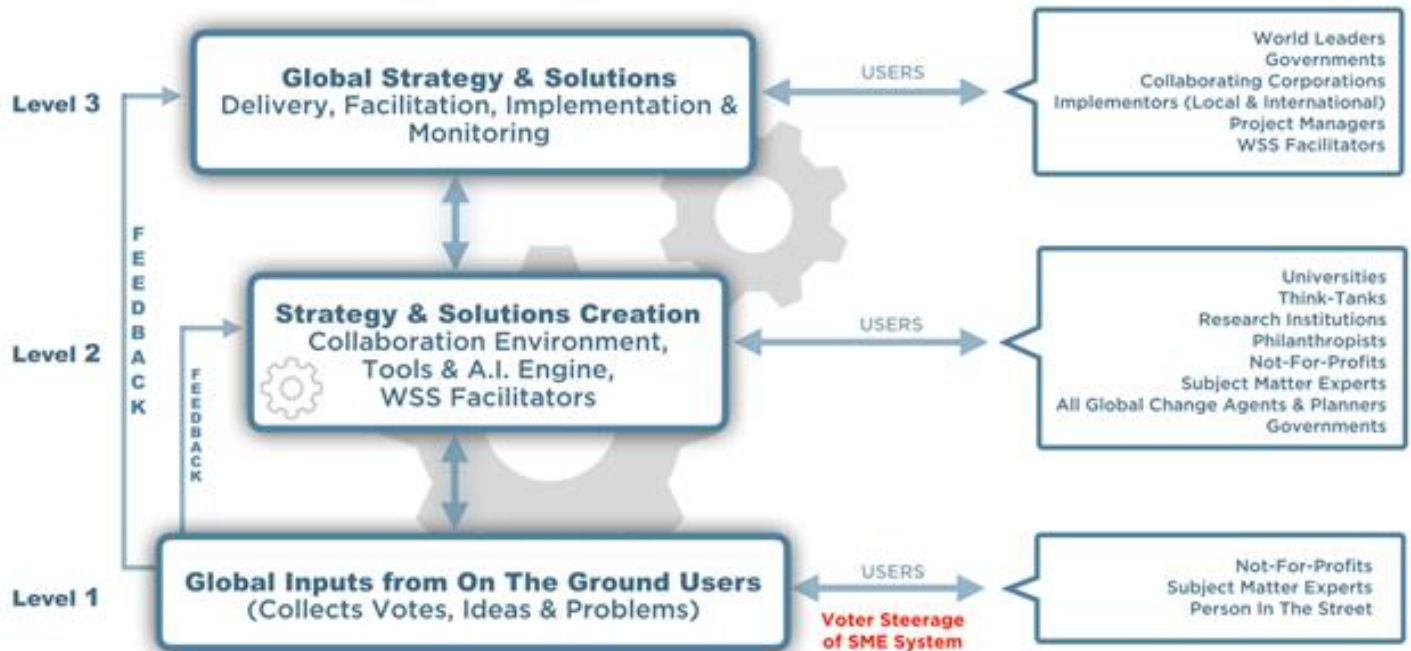 Level 3
Global Strategy & Solutions
Delivery, Facilitation, Implementation &
Monitoring
USERS
World Leaders
Governments
Collaborating Corporations
Implementors (Local & International)
Project Managers
WSS Facilitators
FEEDBACK
Level 2
FEEDBACK
Strategy & Solutions Creation
Collaboration Environment,
Tools & A.I. Engine,
WSS Facilitators
USERS
Universities
Think-Tanks
Research Institutions
Philanthropists
Not-For-Profits
Subject Matter Experts
All Global Change Agents & Planners
Governments
Level 1
Global Inputs from On The Ground Users
(Collects Votes, Ideas & Problems)
USERS
Voter Steerage
of SME System
Not-For-Profits
Subject Matter Experts
Person In The Street